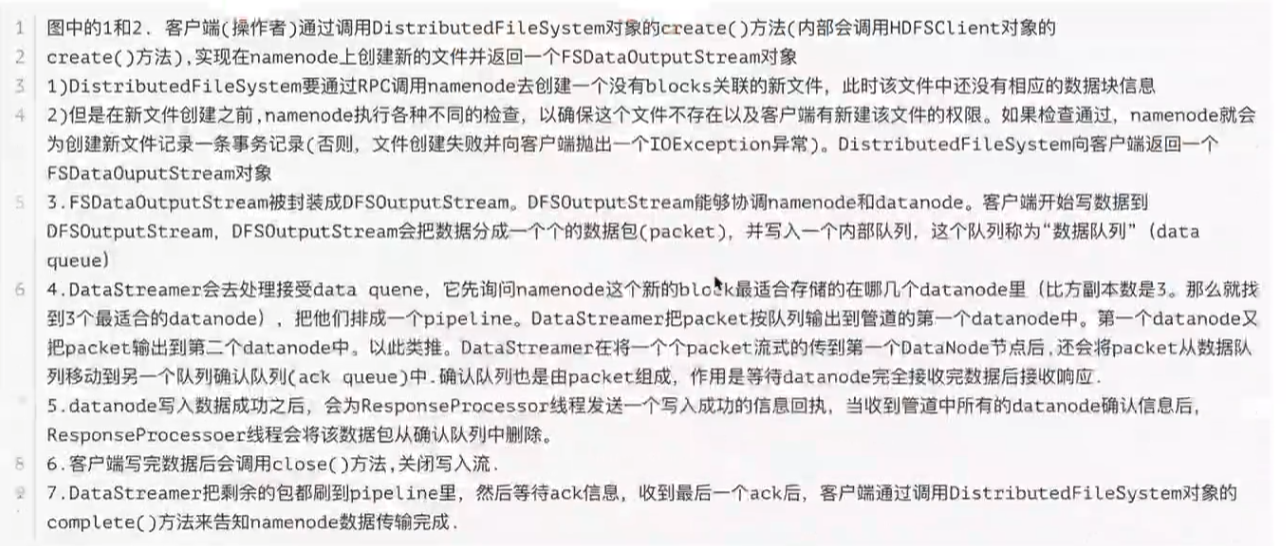 1 图中的1和2. 客户端(操作者)通过调用DistributedFileSystem对象的create()方法(内部会调用HDFSClient对象的
2 create()方法),实现在namenode上创建新的文件并返回一个FSDataOutputStream对象
3 1)DistributedFileSystem要通过RPC调用namenode去创建一个没有blocks关联的新文件，此时该文件中还没有相应的数据块信息
4 2)但是在新文件创建之前,namenode执行各种不同的检查，以确保这个文件不存在以及客户端有新建该文件的权限。如果检查通过，namenode就会
为创建新文件记录一条事务记录(否则，文件创建失败并向客户端抛出一个IOException异常)。DistributedFileSystem向客户端返回一个
FSDataOuputStream对象
5 3.FSDataOutputStream被封装成DFSOutputStream。DFSOutputStream能够协调namenode和datanode。客户端开始写数据到
DFSOutputStream，DFSOutputStream会把数据分成一个个的数据包(packet)，并写入一个内部队列，这个队列称为“数据队列”（data
queue）
6 4.DataStreamer会去处理接受data quene，它先询问namenode这个新的block最适合存储的在哪几个datanode里（比方副本数是3。那么就找
到3个最适合的datanode），把他们排成一个pipeline。DataStreamer把packet按队列输出到管道的第一个datanode中。第一个datanode又
把packet输出到第二个datanode中。以此类推。DataStreamer在将一个个packet流式的传到第一个DataNode节点后,还会将packet从数据队
列移动到另一个队列确认队列(ack queue)中.确认队列也是由packet组成，作用是等待datanode完全接收完数据后接收响应.
5.datanode写入数据成功之后，会为ResponseProcessor线程发送一个写入成功的信息回执，当收到管道中所有的datanode确认信息后，
ResponseProcessoer线程会将该数据包从确认队列中删除。
8 6.客户端写完数据后会调用close()方法,关闭写入流.
9 7.DataStreamer把剩余的包都刷到pipeline里，然后等待ack信息，收到最后一个ack后，客户端通过调用DistributedFileSystem对象的
complete()方法来告知namenode数据传输完成.